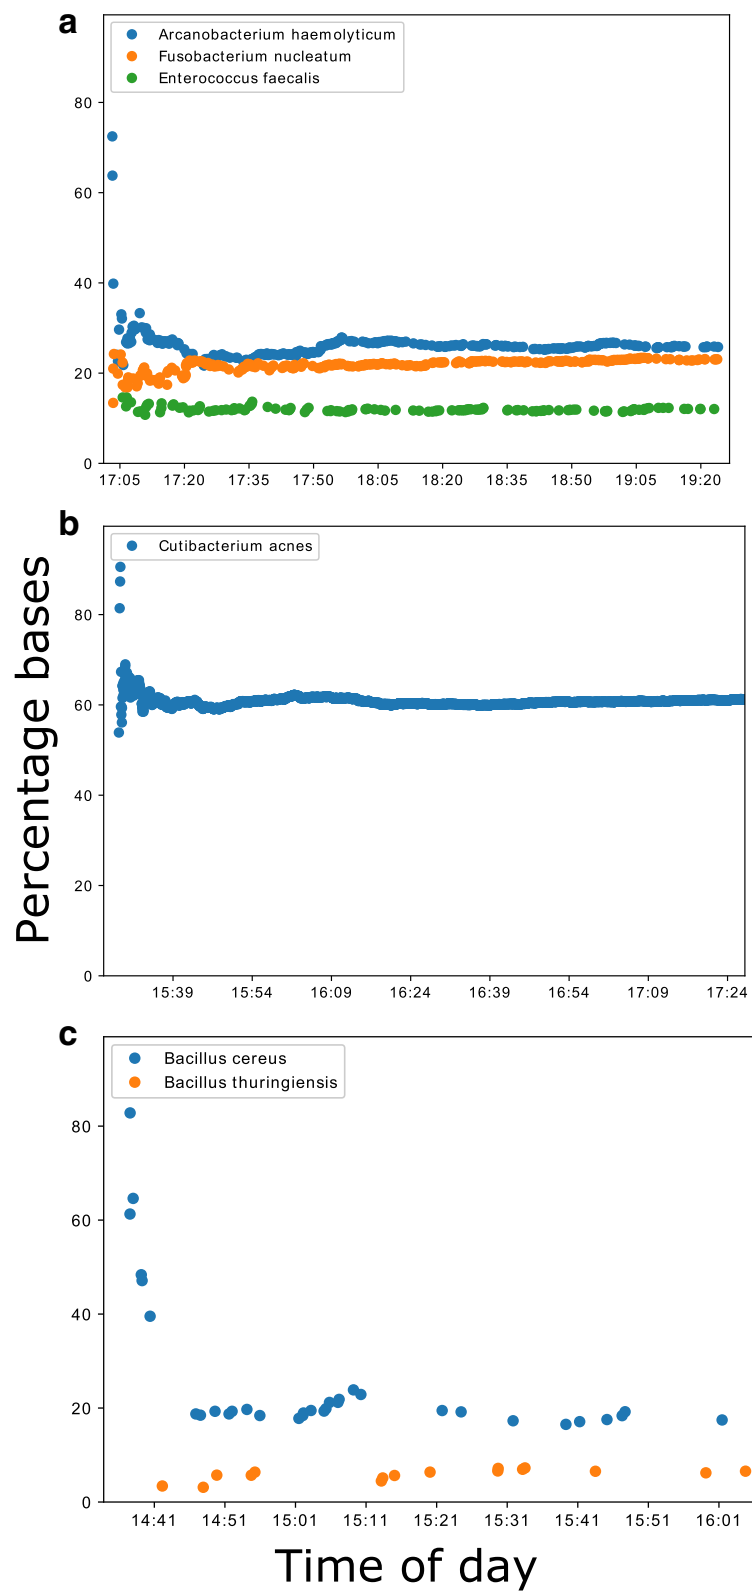 a
Arcanobacterium haemolyticum
Fusobacterium nucleatum
Enterococcus faecalis
80
60
40
20
0
17:05 17:20 17:35 17:50 18:05 18:20 18:35 18:50 19:05 19:20
b
Cutibacterium acnes
80
60
40
20
0
15:39 15:54 16:09 16:24 16:39 16:54 17:09 17:24
Percentage bases
c
Bacillus cereus
Bacillus thuringiensis
80
60
40
20
0
14:41 14:51 15:01 15:11 15:21 15:31 15:41 15:51 16:01
Time of day